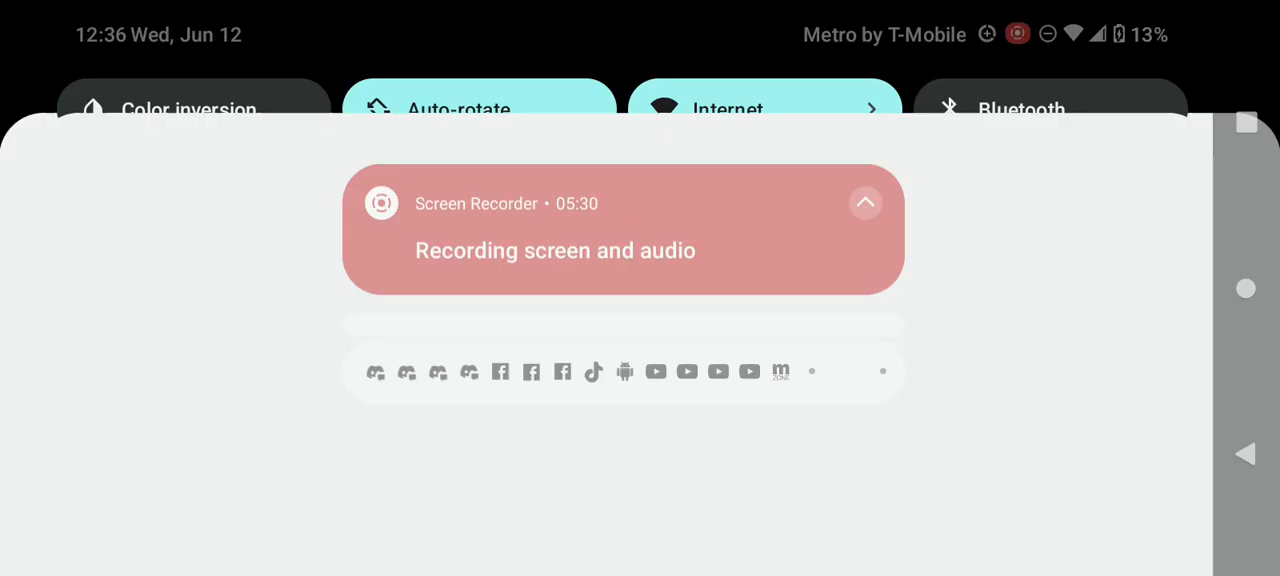 12:36 Wed, Jun 12
Metro by T-Mobile 13%
Color inversion
Auto-rotate
Internet
Bluetooth
Screen Recorder • 05:30
Recording screen and audio
m
ZONE